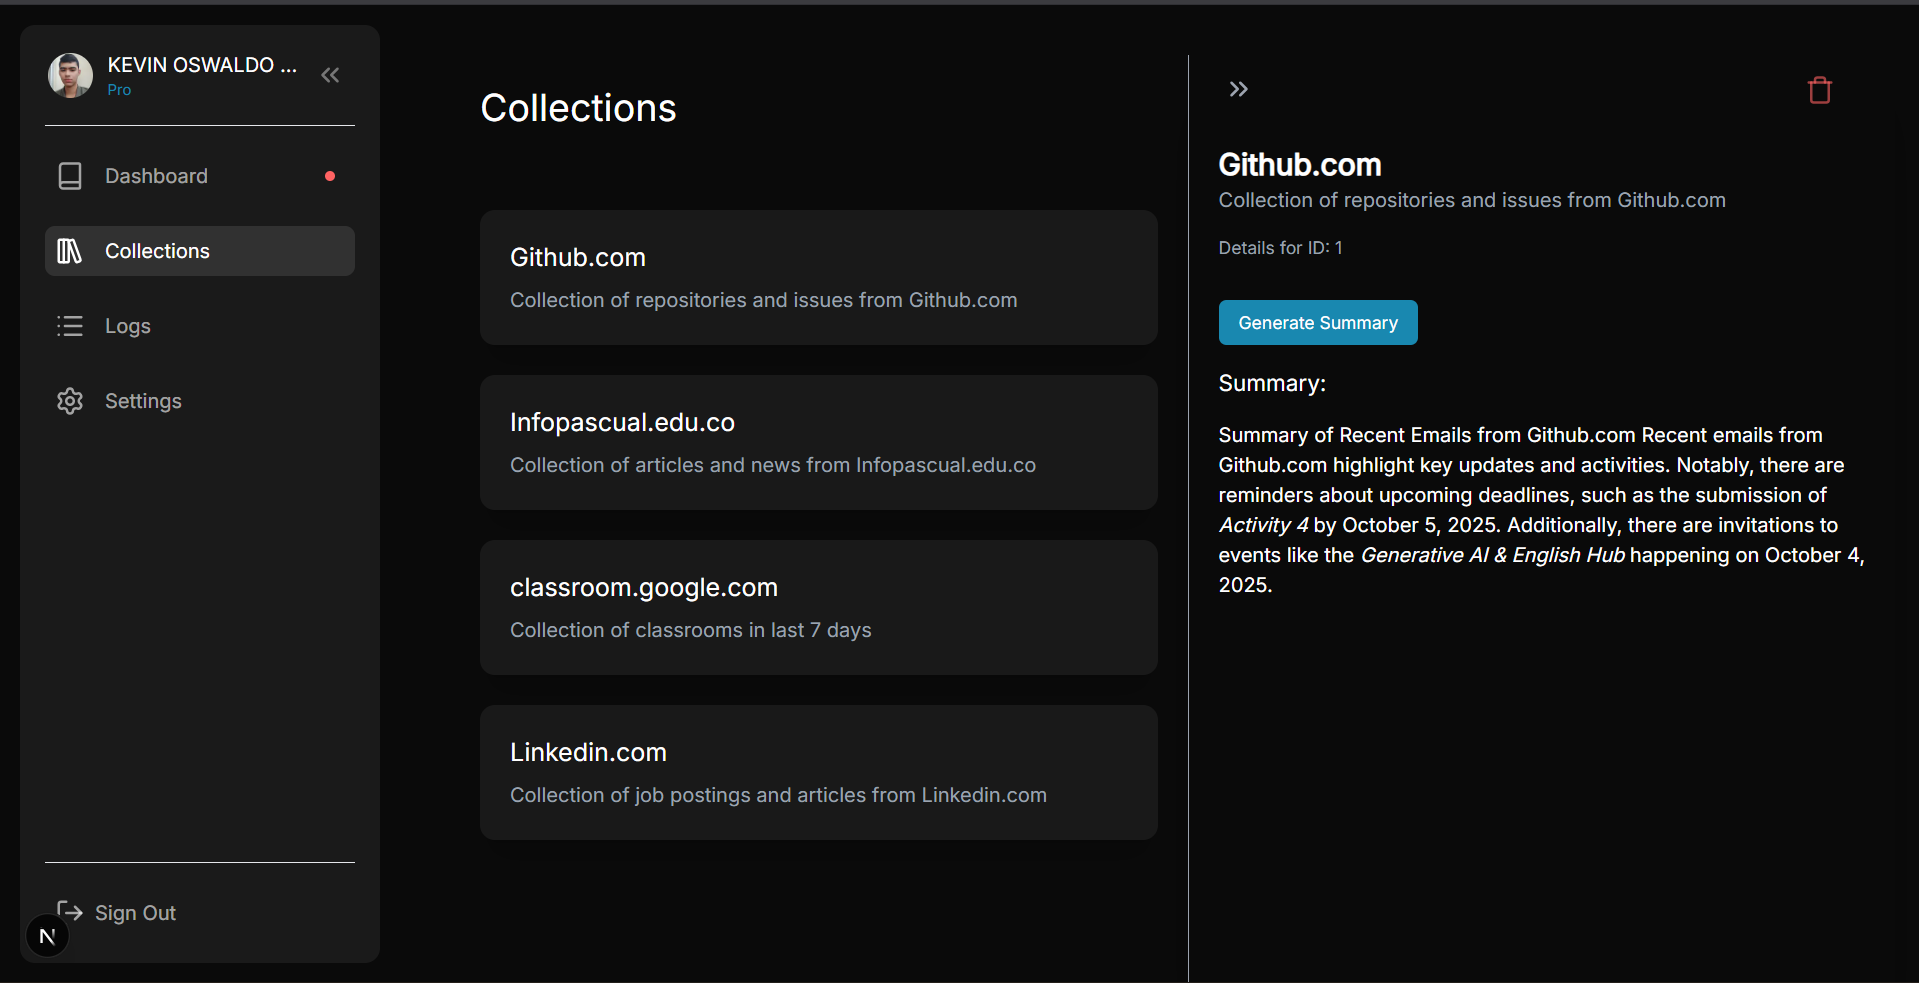 KEVIN OSWALDO ...
Pro
Dashboard
Collections
Logs
Settings
Sign Out
N
Collections
Github.com
Collection of repositories and issues from Github.com
Infopascual.edu.co
Collection of articles and news from Infopascual.edu.co
classroom.google.com
Collection of classrooms in last 7 days
Linkedin.com
Collection of job postings and articles from Linkedin.com
Github.com
Collection of repositories and issues from Github.com
Details for ID: 1
Generate Summary
Summary:
Summary of Recent Emails from Github.com Recent emails from
Github.com highlight key updates and activities. Notably, there are
reminders about upcoming deadlines, such as the submission of
Activity 4 by October 5, 2025. Additionally, there are invitations to
events like the Generative AI & English Hub happening on October 4,
2025.